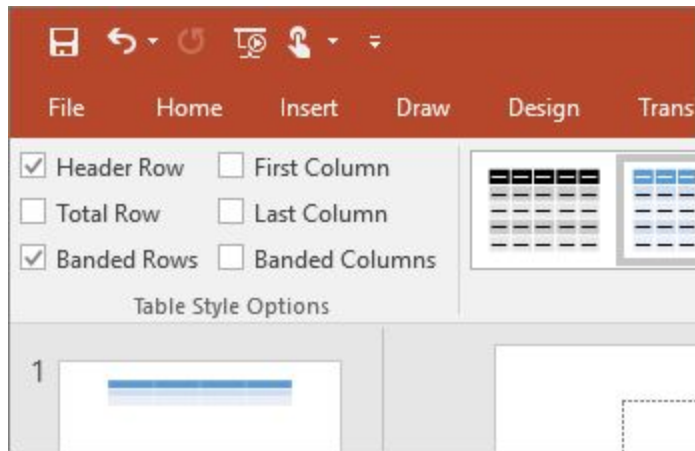 File Home Insert Draw Design Trans
Header Row First Column
Total Row Last Column
Banded Rows Banded Columns
Table Style Options
1